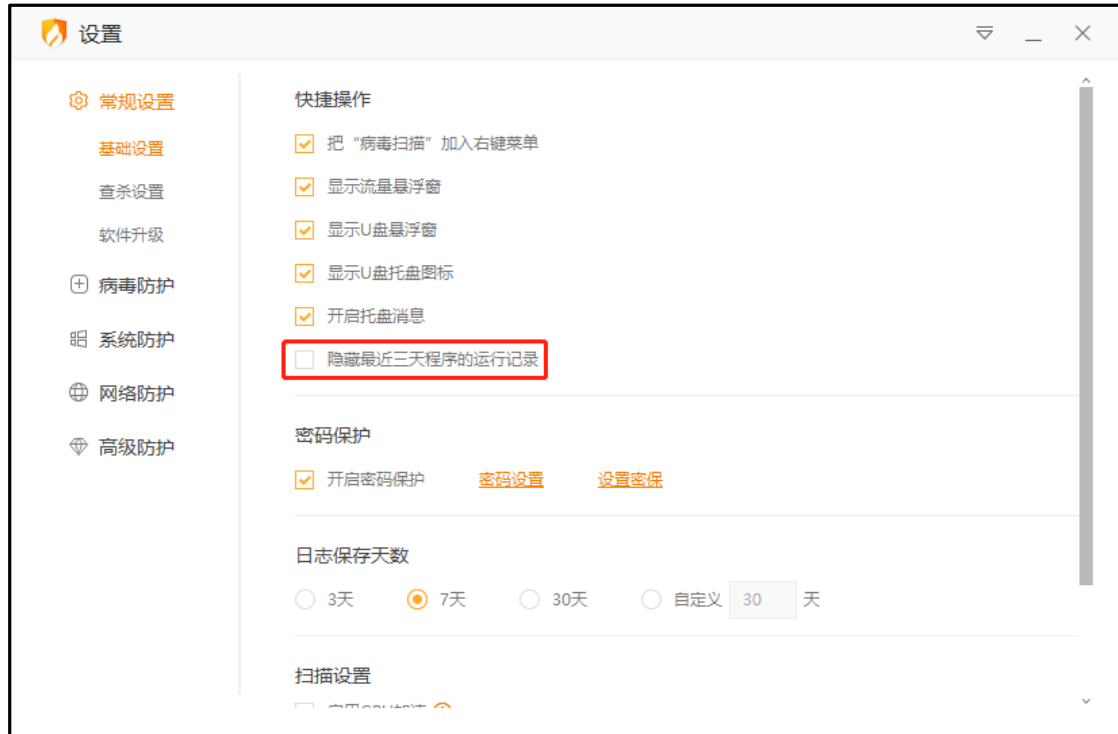 设置
常规设置
基础设置
查杀设置
软件升级
病毒防护
系统防护
网络防护
高级防护
快捷操作
把“病毒扫描”加入右键菜单
显示流量悬浮窗
显示U盘悬浮窗
显示U盘托盘图标
开启托盘消息
隐藏最近三天程序的运行记录
密码保护
开启密码保护 密码设置 设置密保
日志保存天数
3天 7天 30天 自定义 30 天
扫描设置